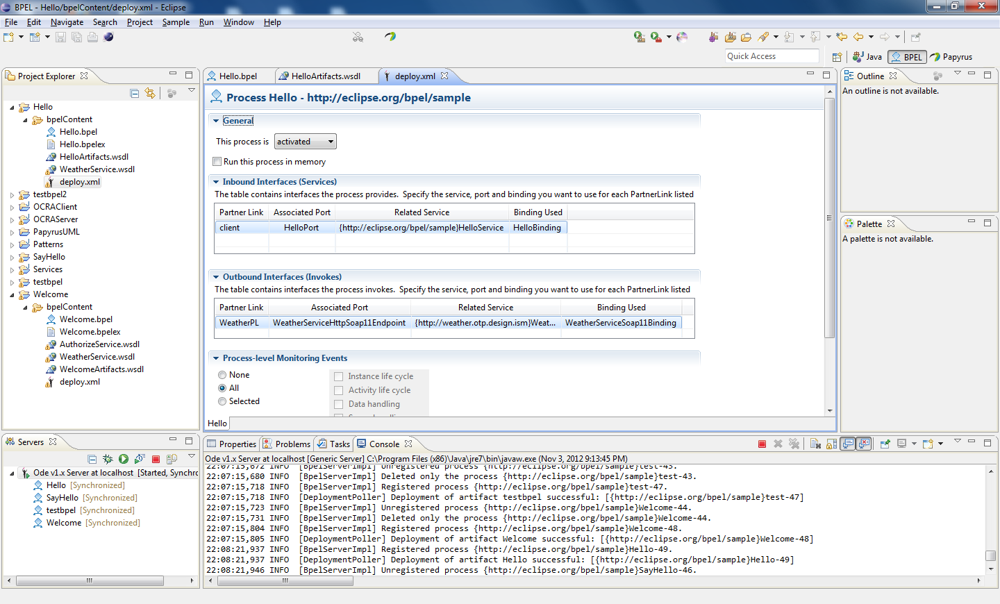 BPEL - Hello/bpelContent/deploy.xml - Eclipse
File Edit Navigate Search Project Sample Run Window Help
Quick Access
Java BPEL Papyrus
Project Explorer
Hello
bpelContent
Hello.bpel
Hello.bpelex
HelloArtifacts.wsdl
WeatherService.wsdl
deploy.xml
testbpel2
OCRAClient
OCRAServer
PapyrusUML
Patterns
SayHello
Services
testbpel
Welcome
bpelContent
Welcome.bpel
Welcome.bpelex
AuthorizeService.wsdl
WeatherService.wsdl
WelcomeArtifacts.wsdl
deploy.xml
Hello.bpel HelloArtifacts.wsdl deploy.xml
Process Hello - http://eclipse.org/bpel/sample
General
This process is activated
Run this process in memory
Inbound Interfaces (Services)
The table contains interfaces the process provides. Specify the service, port and binding you want to use for each PartnerLink listed
Partner Link Associated Port Related Service Binding Used
client HelloPort {http://eclipse.org/bpel/sample}HelloService HelloBinding
Outbound Interfaces (Invokes)
The table contains interfaces the process invokes. Specify the service, port and binding you want to use for each PartnerLink listed
Partner Link Associated Port Related Service Binding Used
WeatherPL WeatherServiceHttpSoap11Endpoint {http://weather.otp.design.ism}Weat... WeatherServiceSoap11Binding
Process-level Monitoring Events
None
All
Selected
Instance life cycle
Activity life cycle
Data handling
Hello
Outline
An outline is not available.
Palette
A palette is not available.
Servers
Ode v1.x Server at localhost [Started, Synchro
Hello [Synchronized]
SayHello [Synchronized]
testbpel [Synchronized]
Welcome [Synchronized]
Properties Problems Tasks Console
Ode v1.x Server at localhost [Generic Server] C:\Program Files (x86)\Java\jre7\bin\javaw.exe (Nov 3, 2012 9:13:45 PM)
22:07:15,672 INFO [BpelServerImpl] Unregistered process {http://eclipse.org/bpel/sample}test-43.
22:07:15,680 INFO [BpelServerImpl] Deleted only the process {http://eclipse.org/bpel/sample}test-43.
22:07:15,718 INFO [BpelServerImpl] Registered process {http://eclipse.org/bpel/sample}test-47.
22:07:15,718 INFO [DeploymentPoller] Deployment of artifact testbpel successful: [{http://eclipse.org/bpel/sample}test-47]
22:07:15,723 INFO [BpelServerImpl] Unregistered process {http://eclipse.org/bpel/sample}Welcome-44.
22:07:15,731 INFO [BpelServerImpl] Deleted only the process {http://eclipse.org/bpel/sample}Welcome-44.
22:07:15,804 INFO [BpelServerImpl] Registered process {http://eclipse.org/bpel/sample}Welcome-48.
22:07:15,805 INFO [DeploymentPoller] Deployment of artifact Welcome successful: [{http://eclipse.org/bpel/sample}Welcome-48]
22:08:21,937 INFO [BpelServerImpl] Registered process {http://eclipse.org/bpel/sample}Hello-49.
22:08:21,937 INFO [DeploymentPoller] Deployment of artifact Hello successful: [{http://eclipse.org/bpel/sample}Hello-49]
22:08:21,946 INFO [BpelServerImpl] Unregistered process {http://eclipse.org/bpel/sample}SayHello-46.